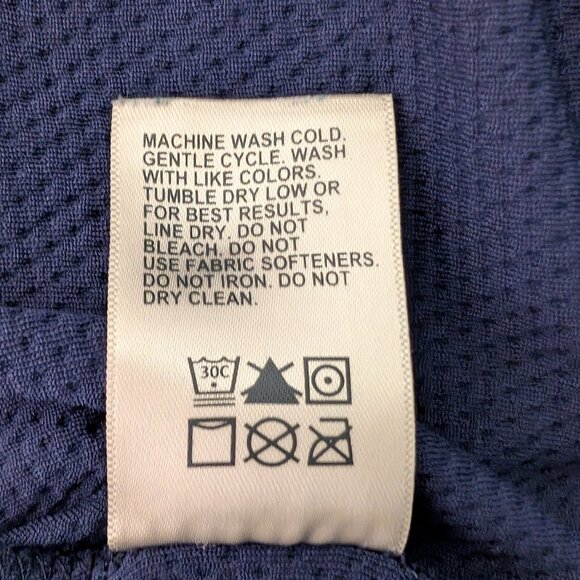 MACHINE WASH COLD.
GENTLE CYCLE. WASH
WITH LIKE COLORS.
TUMBLE DRY LOW OR
FOR BEST RESULTS,
LINE DRY. DO NOT
BLEACH. DO NOT
USE FABRIC SOFTENERS.
DO NOT IRON. DO NOT
DRY CLEAN.
30C